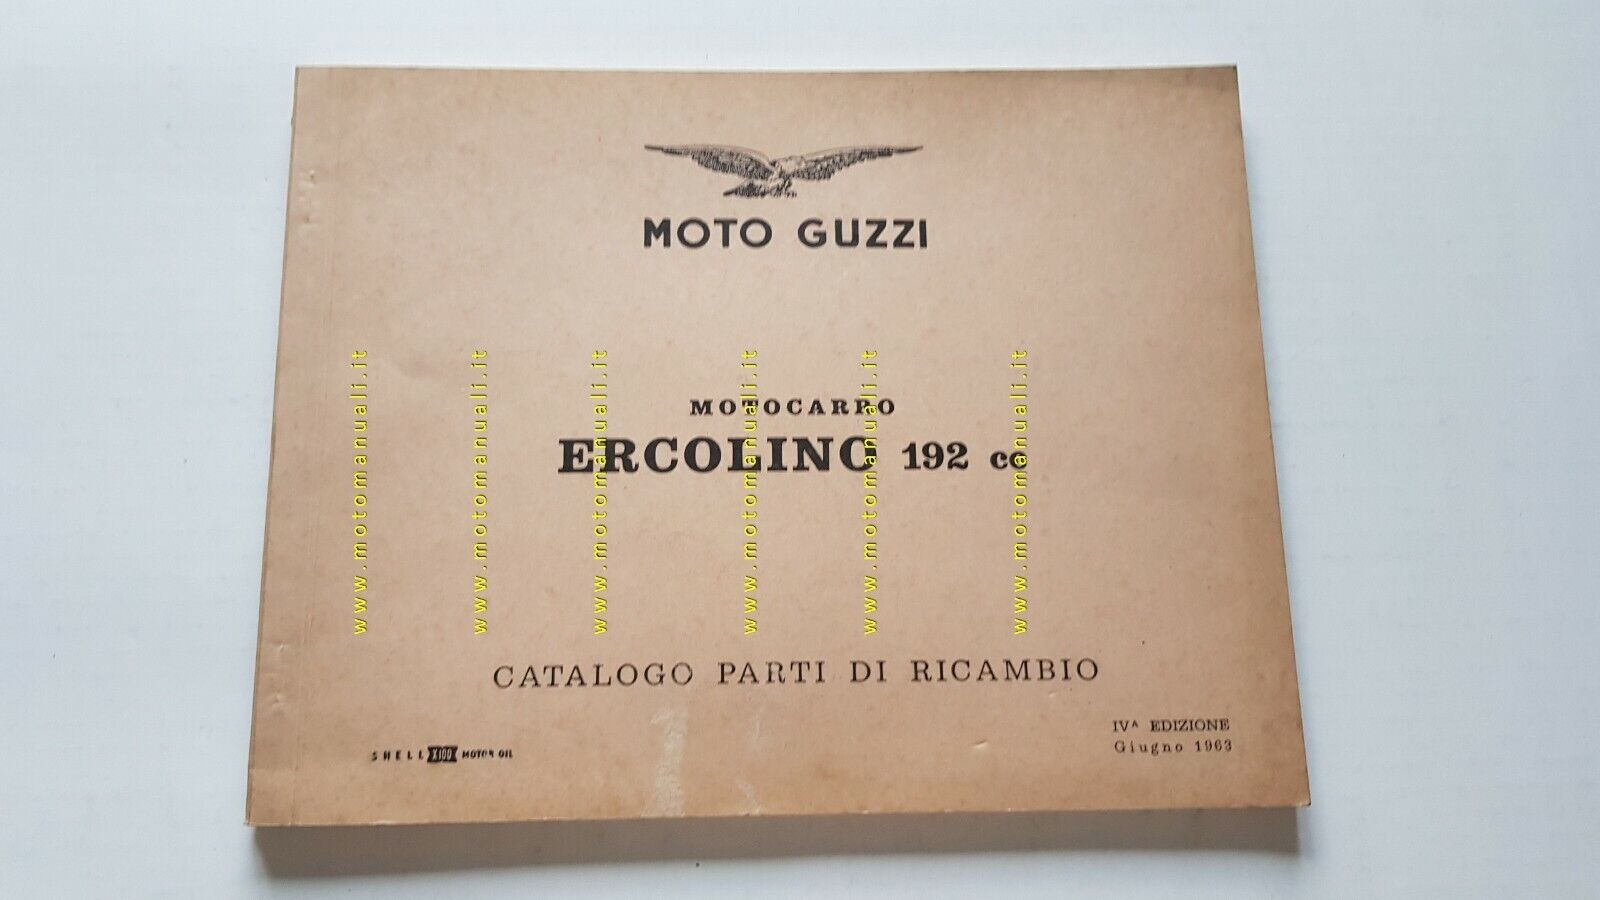 MOTO GUZZI
MOTOCARRO
ERCOLINO 192 cc
CATALOGO PARTI DI RICAMBIO
IVA EDIZIONE
Giugno 1963
SHELL X100 MOTOR OIL
www.motomanuali.it
www.motomanuali.it
www.motomanuali.it
www.motomanuali.it
www.motomanuali.it
www.motomanuali.it